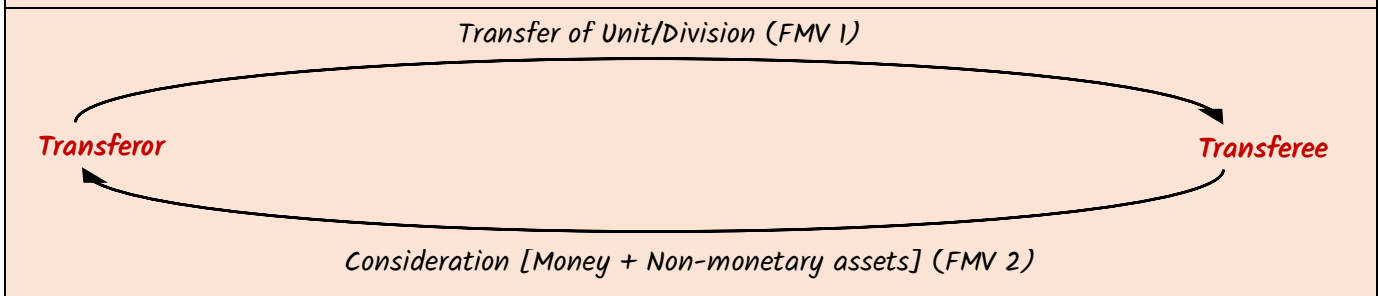 Transfer of Unit/Division (FMV 1)
Transferor
Transferee
Consideration [Money + Non-monetary assets] (FMV 2)